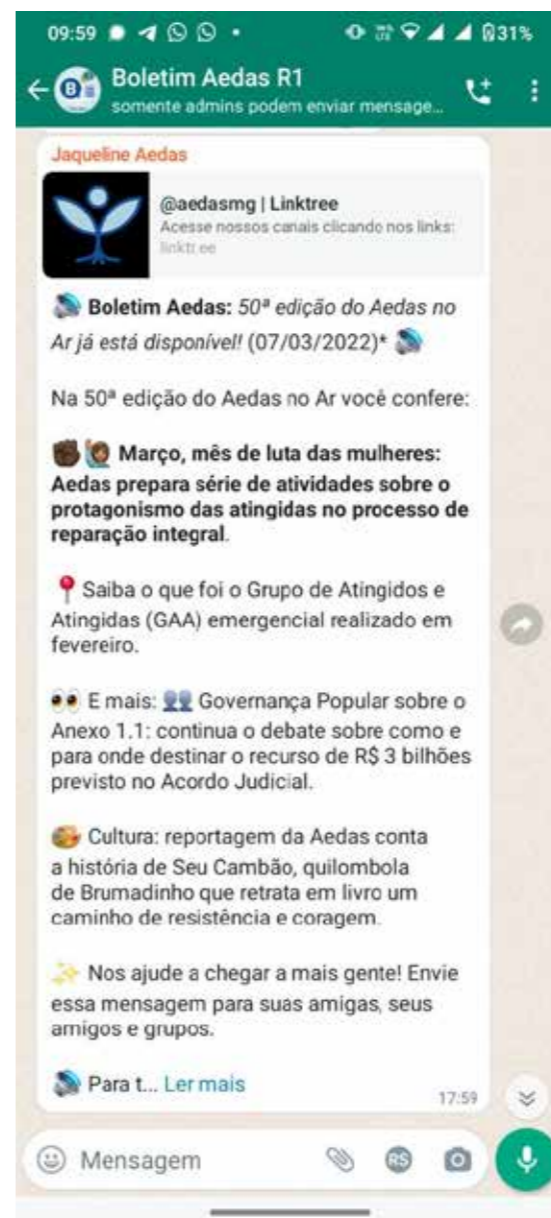 09:59
31%
Boletim Aedas R1
somente admins podem enviar mensage...
Jaqueline Aedas
@aedasmg | Linktree
Acesse nossos canais clicando nos links:
linktr.ee
Boletim Aedas: 50ª edição do Aedas no
Ar já está disponível! (07/03/2022)*
Na 50ª edição do Aedas no Ar você confere:
Março, mês de luta das mulheres:
Aedas prepara série de atividades sobre o
protagonismo das atingidas no processo de
reparação integral.
Saiba o que foi o Grupo de Atingidos e
Atingidas (GAA) emergencial realizado em
fevereiro.
E mais: Governança Popular sobre o
Anexo 1.1: continua o debate sobre como e
para onde destinar o recurso de R$ 3 bilhões
previsto no Acordo Judicial.
Cultura: reportagem da Aedas conta
a história de Seu Cambão, quilombola
de Brumadinho que retrata em livro um
caminho de resistência e coragem.
Nos ajude a chegar a mais gente! Envie
essa mensagem para suas amigas, seus
amigos e grupos.
Para t... Ler mais
17:59
Mensagem
R$